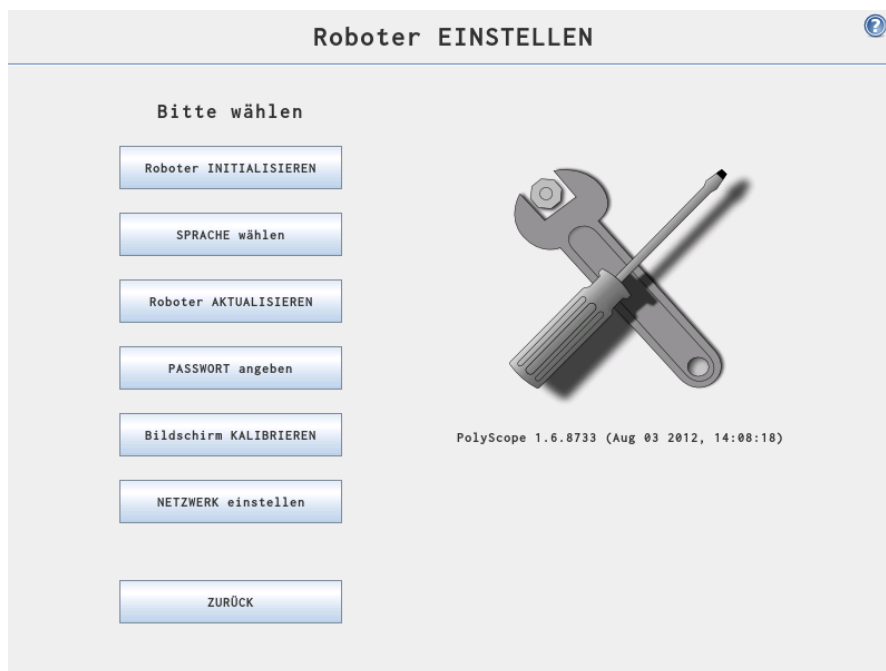 Roboter EINSTELLEN
Bitte wählen
Roboter INITIALISIEREN
SPRACHE wählen
Roboter AKTUALISIEREN
PASSWORT angeben
Bildschirm KALIBRIEREN
NETZWERK einstellen
ZURÜCK
PolyScope 1.6.8733 (Aug 03 2012, 14:08:18)
?